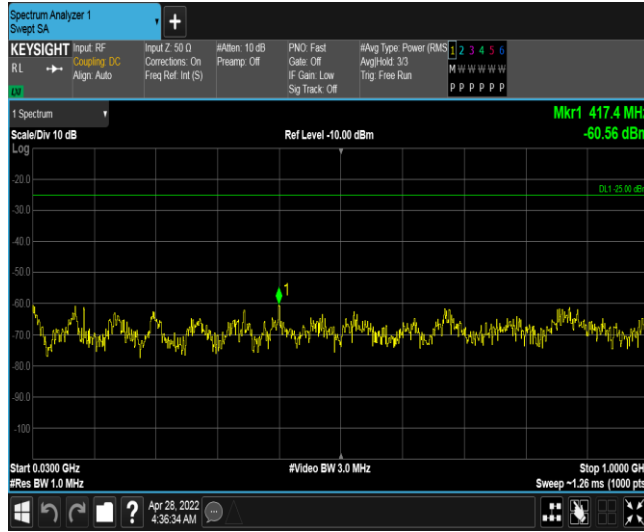 Spectrum Analyzer 1
Swept SA
+
KEYSIGHT
RL
LXI
Input: RF
Coupling: DC
Align: Auto
Input Z: 50 Ω
Corrections: On
Freq Ref: Int (S)
#Atten: 10 dB
Preamp: Off
PNO: Fast
Gate: Off
IF Gain: Low
Sig Track: Off
#Avg Type: Power (RMS
Avg|Hold: 3/3
Trig: Free Run
1 2 3 4 5 6
M W W W W W
P P P P P P
1 Spectrum
Mkr1 417.4 MHz
-60.56 dBm
Scale/Div 10 dB
Ref Level -10.00 dBm
Log
-20.0
DL1 -25.00 dBm
-30.0
-40.0
-50.0
1
-60.0
-70.0
-80.0
-90.0
-100
Start 0.0300 GHz
#Video BW 3.0 MHz
Stop 1.0000 GH
#Res BW 1.0 MHz
Sweep ~1.26 ms (1000 pts
?
Apr 28, 2022
4:36:34 AM